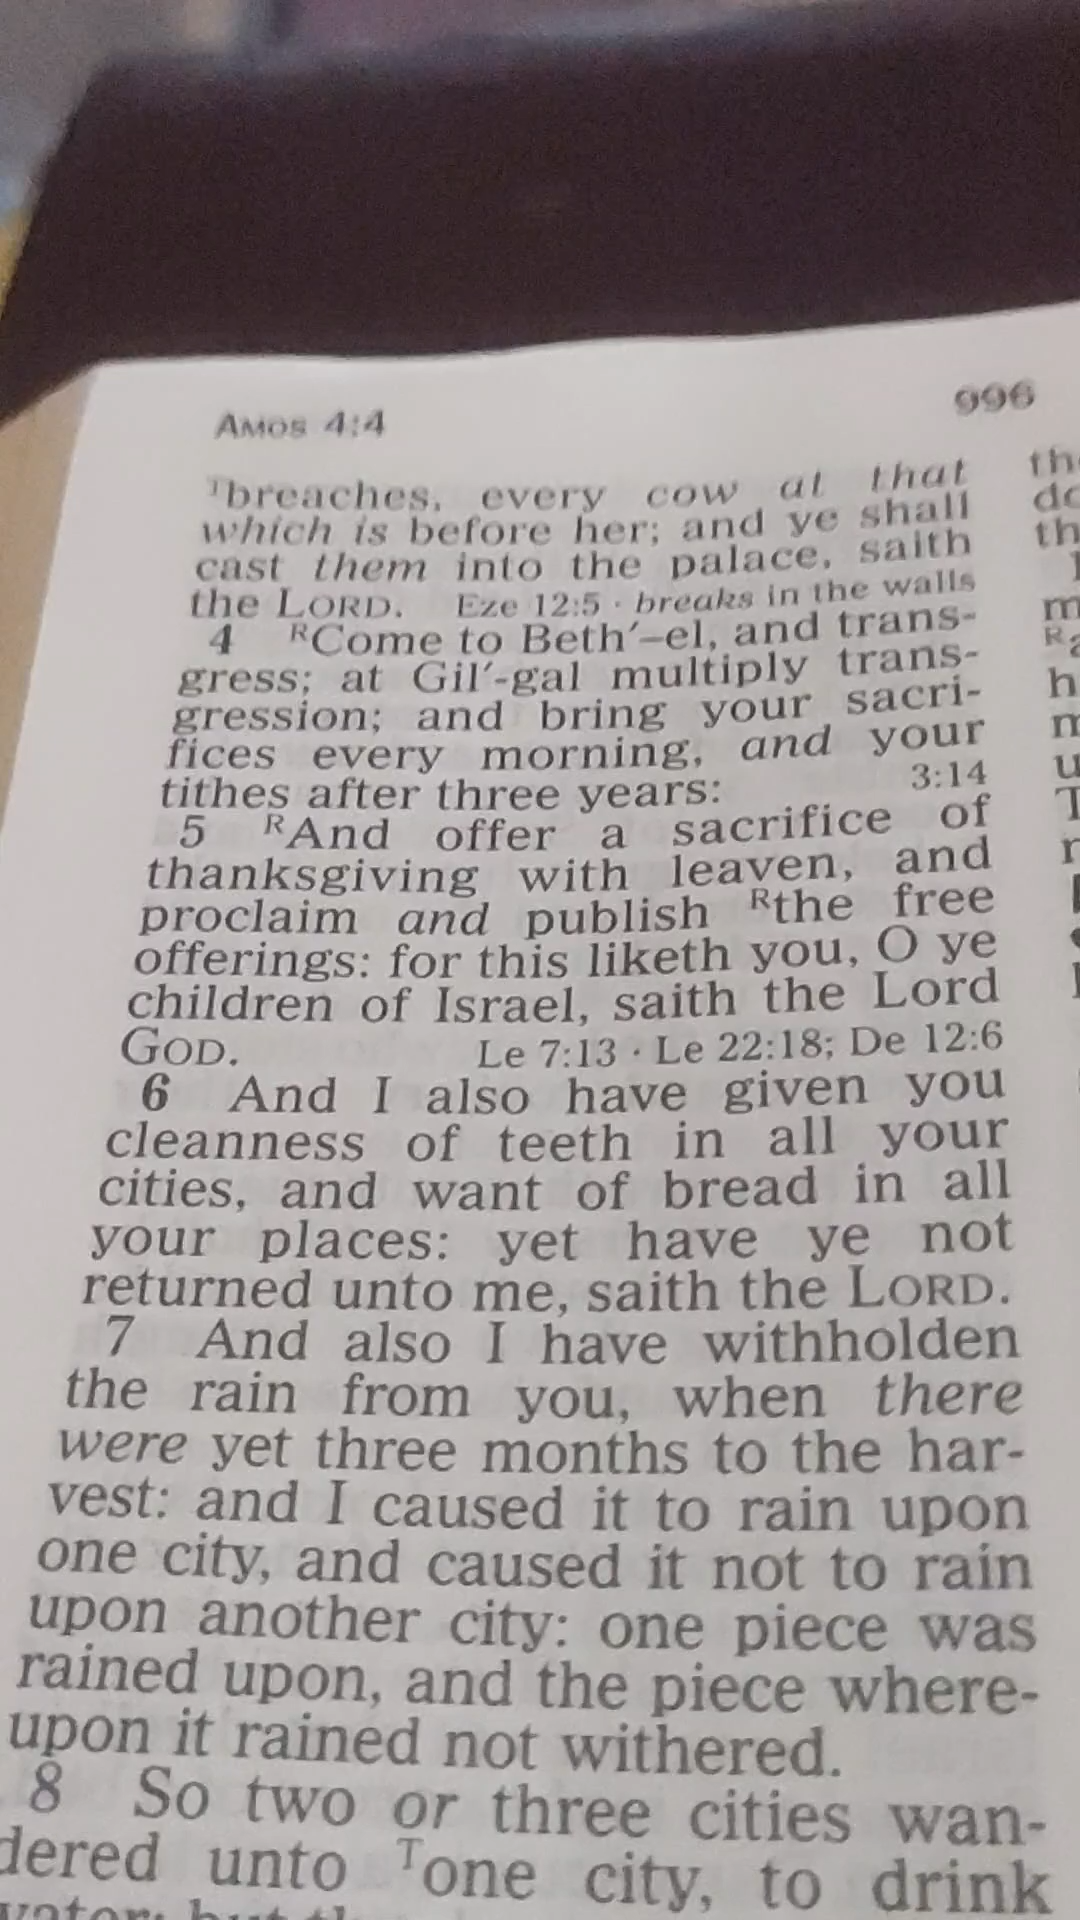 AMOS 4:4
996
ᵀbreaches, every cow at that
which is before her; and ye shall
cast them into the palace, saith
the LORD. Eze 12:5 · breaks in the walls
4 ᴿCome to Beth′–el, and trans-
gress; at Gil′-gal multiply trans-
gression; and bring your sacri-
fices every morning, and your
tithes after three years: 3:14
5 ᴿAnd offer a sacrifice of
thanksgiving with leaven, and
proclaim and publish ᴿthe free
offerings: for this liketh you, O ye
children of Israel, saith the Lord
GOD. Le 7:13 · Le 22:18; De 12:6
6 And I also have given you
cleanness of teeth in all your
cities, and want of bread in all
your places: yet have ye not
returned unto me, saith the LORD.
7 And also I have withholden
the rain from you, when there
were yet three months to the har-
vest: and I caused it to rain upon
one city, and caused it not to rain
upon another city: one piece was
rained upon, and the piece where-
upon it rained not withered.
8 So two or three cities wan-
dered unto ᵀone city, to drink